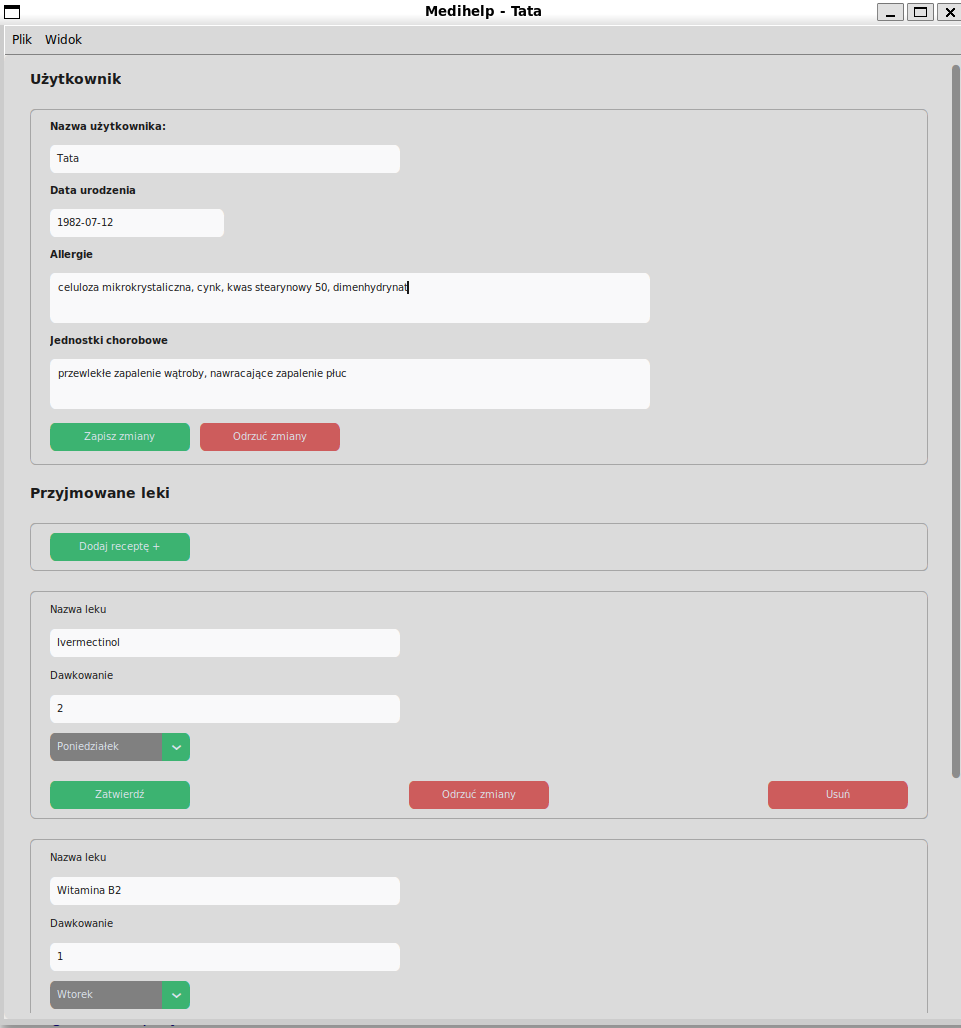 Medihelp - Tata
Plik Widok
Użytkownik
Nazwa użytkownika:
Tata
Data urodzenia
1982-07-12
Allergie
celuloza mikrokrystaliczna, cynk, kwas stearynowy 50, dimenhydrynat
Jednostki chorobowe
przewlekłe zapalenie wątroby, nawracające zapalenie płuc
Zapisz zmiany Odrzuć zmiany
Przyjmowane leki
Dodaj receptę +
Nazwa leku
Ivermectinol
Dawkowanie
2
Poniedziałek
Zatwierdź Odrzuć zmiany Usuń
Nazwa leku
Witamina B2
Dawkowanie
1
Wtorek